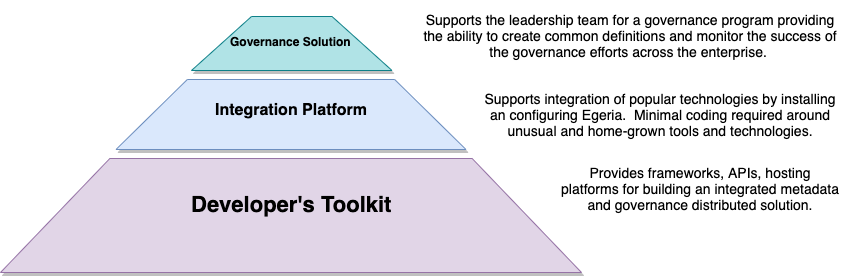 Governance Solution
Supports the leadership team for a governance program providing
the ability to create common definitions and monitor the success of
the governance efforts across the enterprise.
Integration Platform
Supports integration of popular technologies by installing
an configuring Egeria.  Minimal coding required around
unusual and home-grown tools and technologies.
Developer's Toolkit
Provides frameworks, APIs, hosting
platforms for building an integrated metadata
and governance distributed solution.